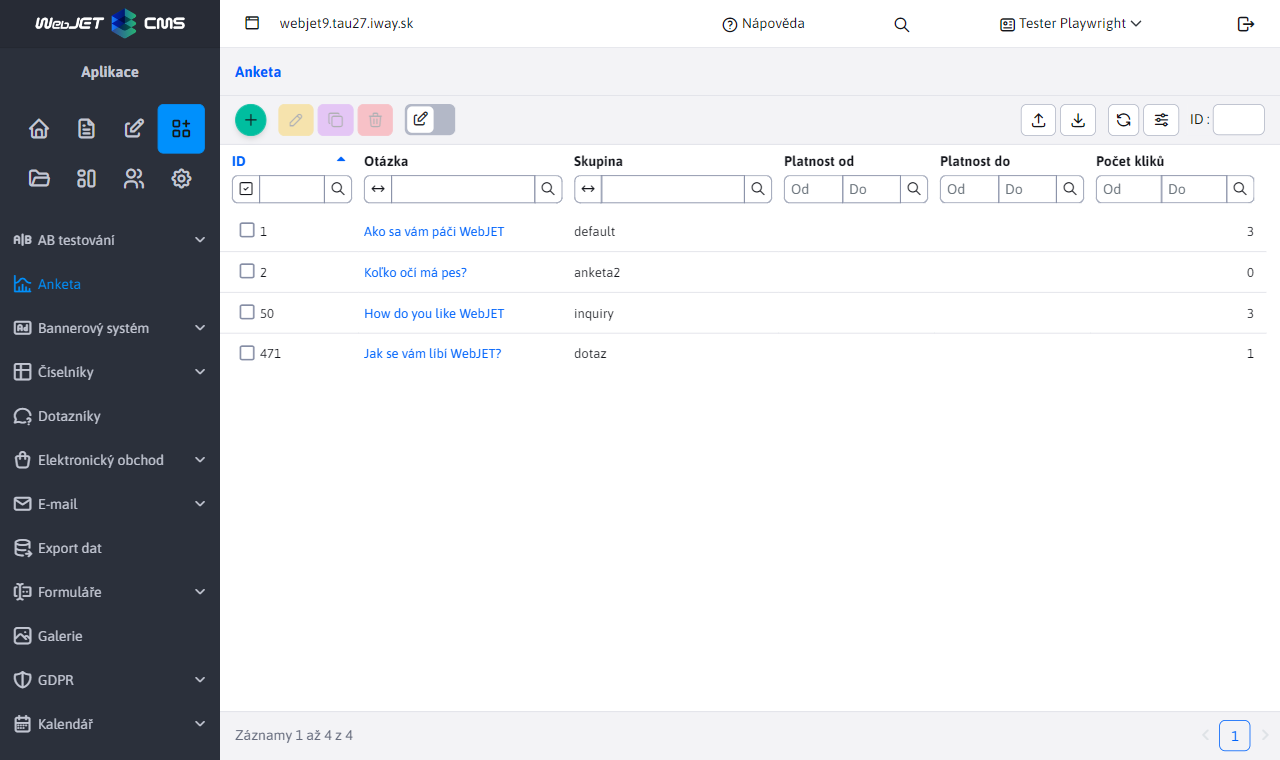 WebJET CMS
webjet9.tau27.iway.sk
Nápověda
Tester Playwright
Aplikace
Anketa
ID :
A|B AB testování
Anketa
Ad Bannerový systém
Číselníky
Dotazníky
Elektronický obchod
E-mail
Export dat
Formuláře
Galerie
GDPR
Kalendář
ID Otázka Skupina Platnost od Platnost do Počet kliků
Od Do Od Do Od Do
1 Ako sa vám páči WebJET default 3
2 Koľko očí má pes? anketa2 0
50 How do you like WebJET inquiry 3
471 Jak se vám líbí WebJET? dotaz 1
Záznamy 1 až 4 z 4
1